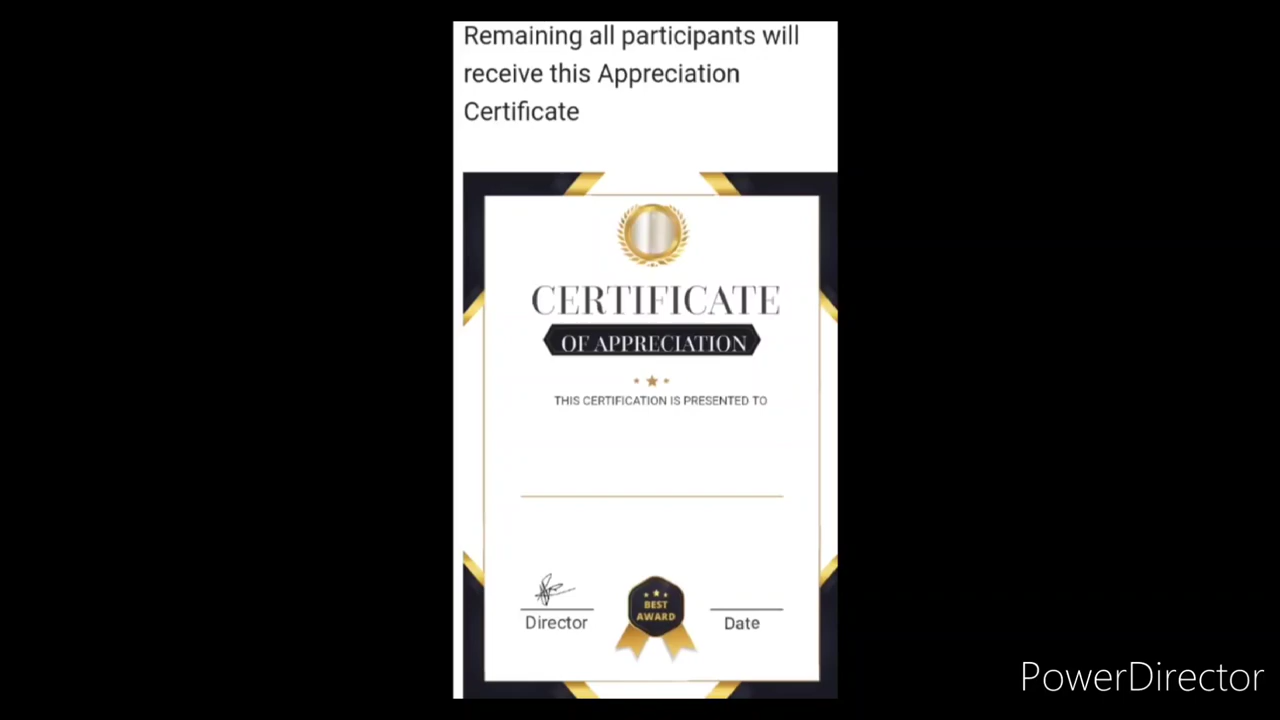 Remaining all participants will
receive this Appreciation
Certificate
CERTIFICATE
OF APPRECIATION
THIS CERTIFICATION IS PRESENTED TO
BEST
AWARD
Director
Date
PowerDirector